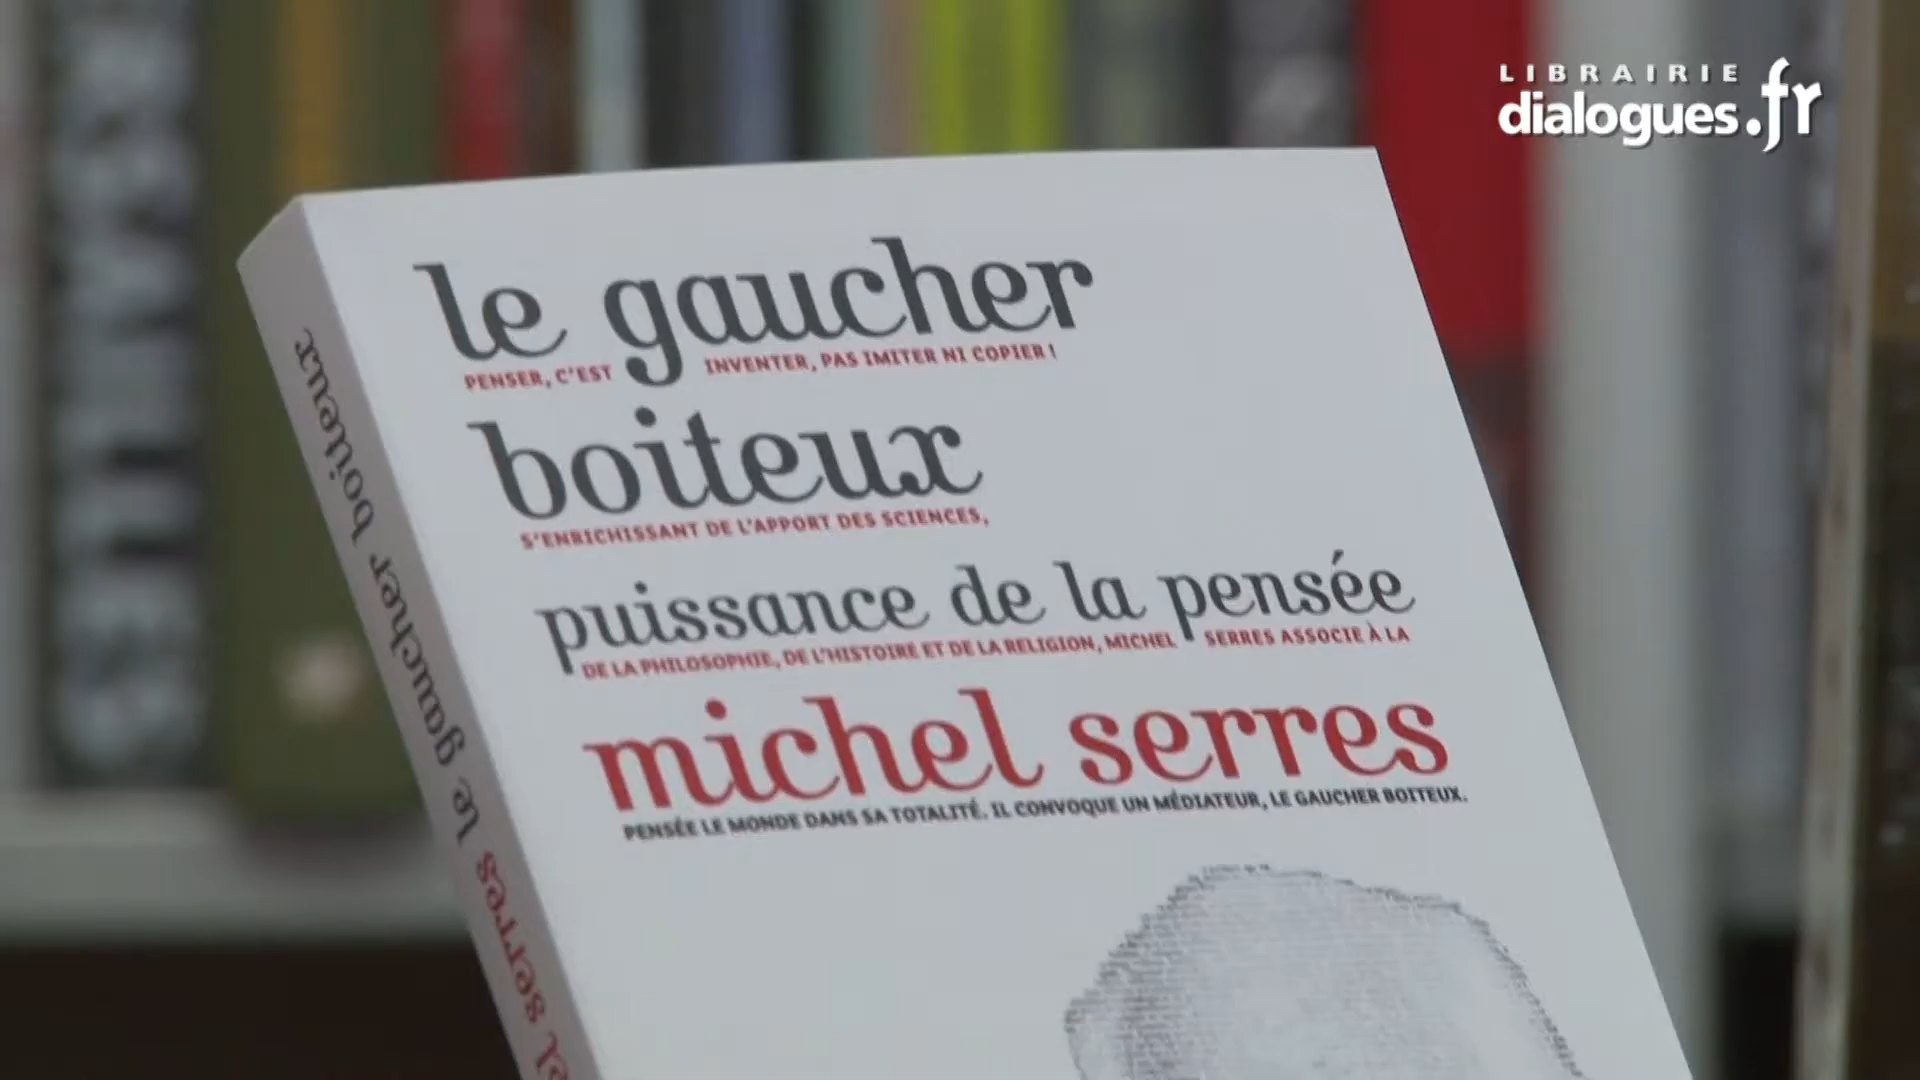 LIBRAIRIE
dialogues.fr
le gaucher
PENSER, C'EST INVENTER, PAS IMITER NI COPIER !
boiteux
S'ENRICHISSANT DE L'APPORT DES SCIENCES,
puissance de la pensée
DE LA PHILOSOPHIE, DE L'HISTOIRE ET DE LA RELIGION, MICHEL SERRES ASSOCIE À LA
michel serres
PENSÉE LE MONDE DANS SA TOTALITÉ. IL CONVOQUE UN MÉDIATEUR, LE GAUCHER BOITEUX.
el serres le gaucher boiteux